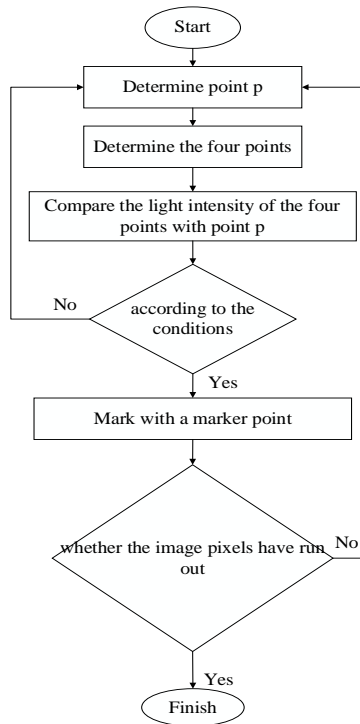 Start
Determine point p
Determine the four points
Compare the light intensity of the four
points with point p
No
according to the
conditions
Yes
Mark with a marker point
whether the image pixels have run
out
No
Yes
Finish